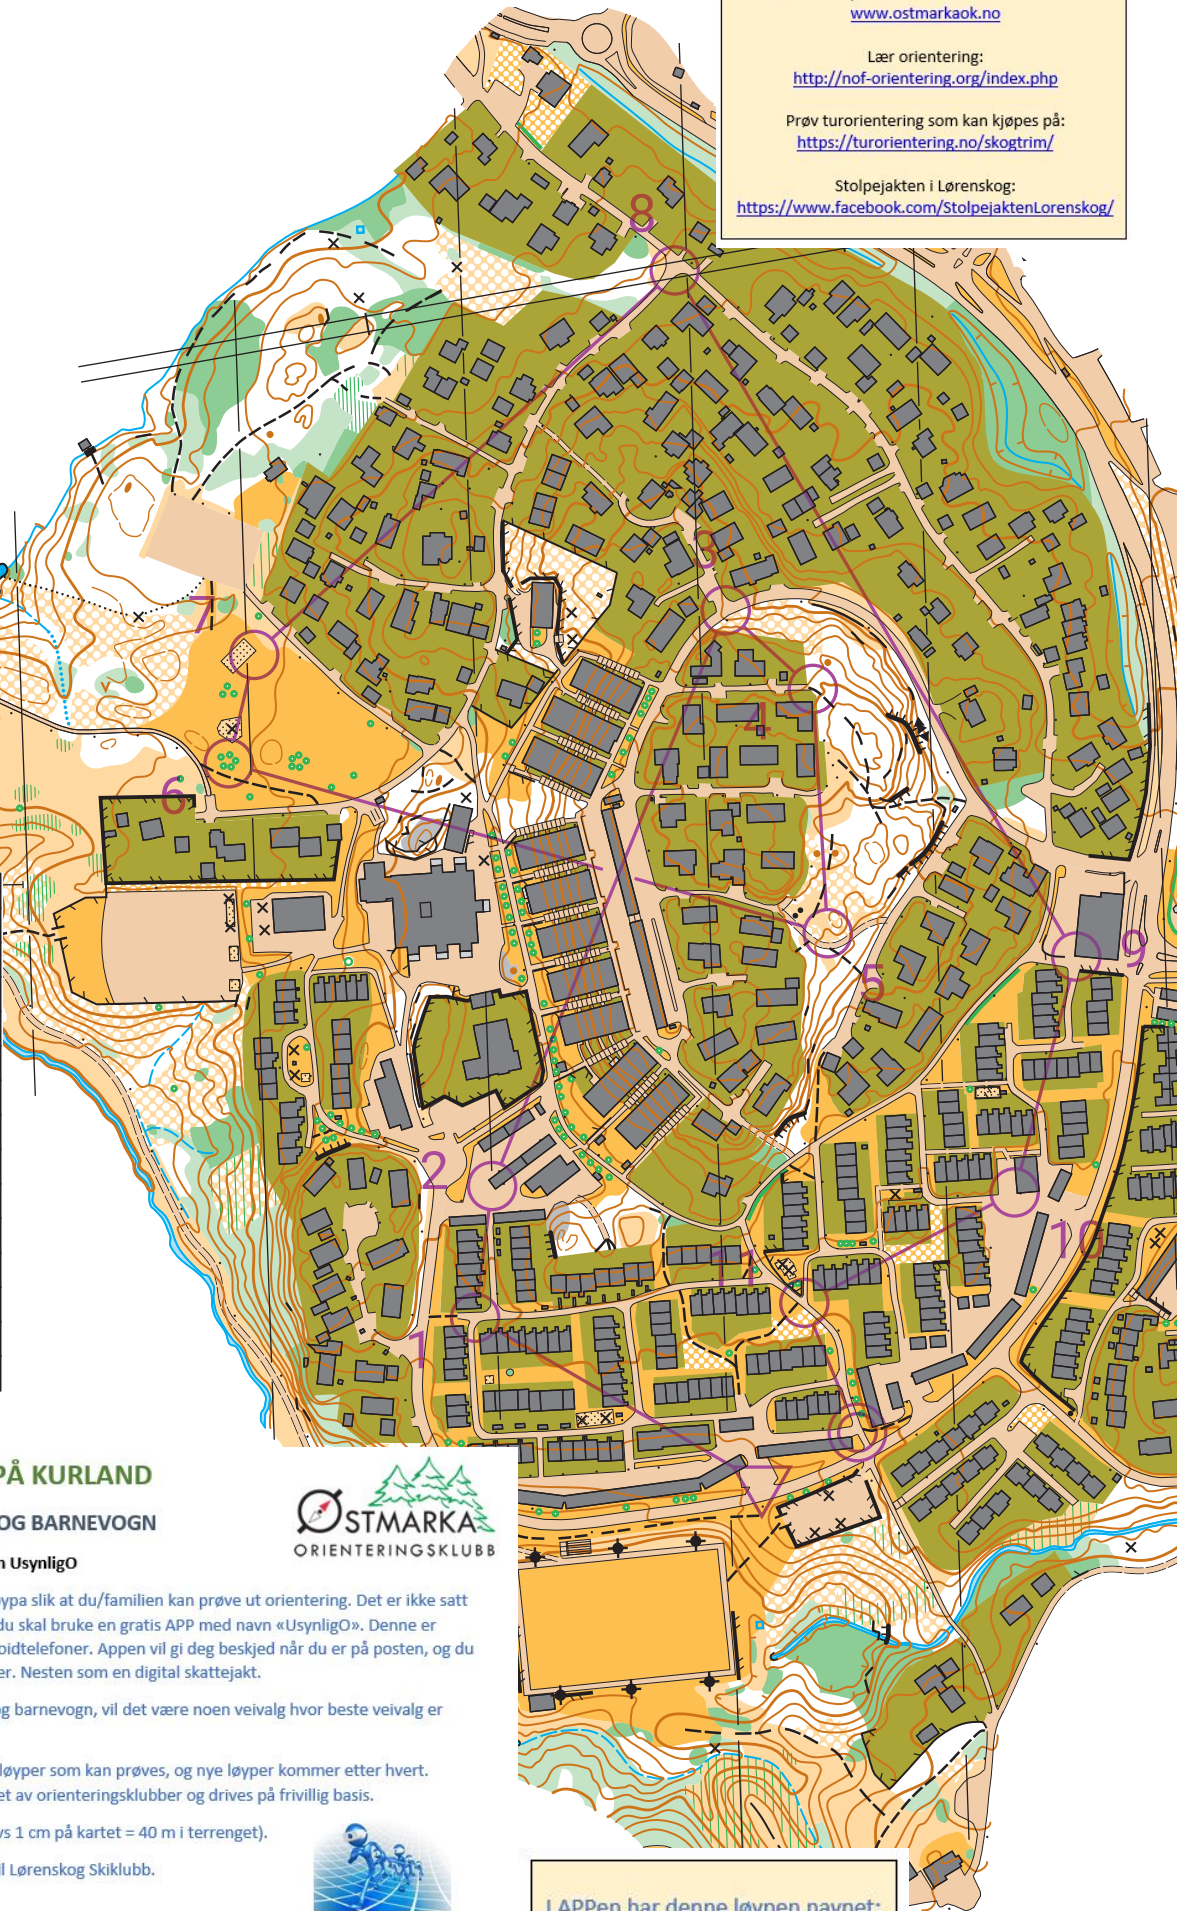 www.ostmarkaok.no
Lær orientering:
http://nof-orientering.org/index.php
Prøv turorientering som kan kjøpes på:
https://turorientering.no/skogtrim/
Stolpejakten i Lørenskog:
https://www.facebook.com/StolpejaktenLorenskog/
8
3
7
4
6
5
9
2
10
11
1
PÅ KURLAND
OG BARNEVOGN
ØSTMARKA
ORIENTERINGSKLUBB
UsynligO
slik at du/familien kan prøve ut orientering. Det er ikke satt
du skal bruke en gratis APP med navn «UsynligO». Denne er
Appen vil gi deg beskjed når du er på posten, og du
er. Nesten som en digital skattejakt.
og barnevogn, vil det være noen veivalg hvor beste veivalg er
løyper som kan prøves, og nye løyper kommer etter hvert.
et av orienteringsklubber og drives på frivillig basis.
vs 1 cm på kartet = 40 m i terrenget).
il Lørenskog Skiklubb.
I APPen har denne løypen navnet: